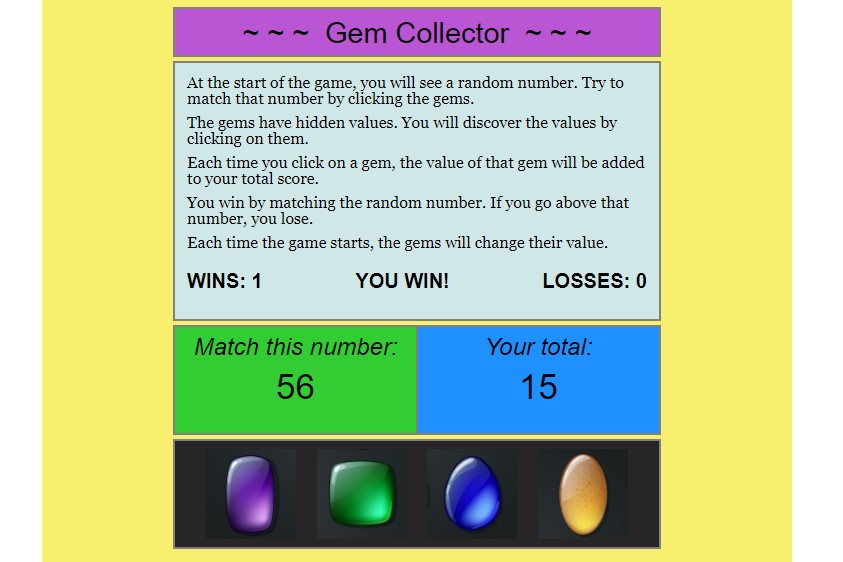 ~ ~ ~ Gem Collector ~ ~ ~
At the start of the game, you will see a random number. Try to
match that number by clicking the gems.
The gems have hidden values. You will discover the values by
clicking on them.
Each time you click on a gem, the value of that gem will be added
to your total score.
You win by matching the random number. If you go above that
number, you lose.
Each time the game starts, the gems will change their value.
WINS: 1 YOU WIN! LOSSES: 0
Match this number: Your total:
56 15